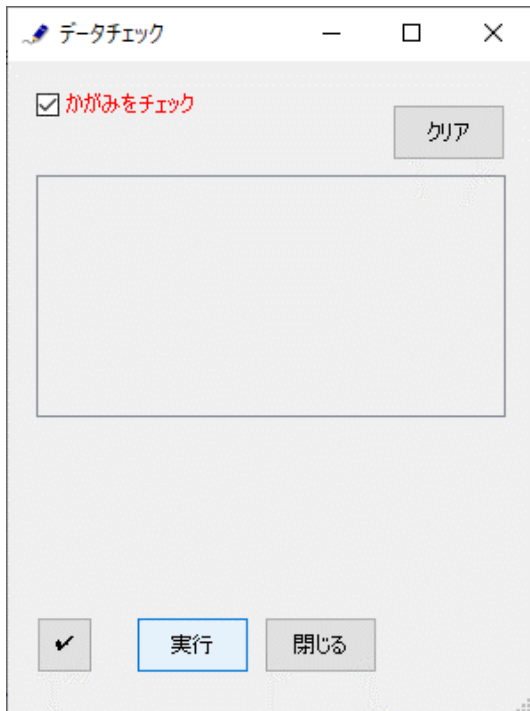 データチェック
かがみをチェック
クリア
✔
実行
閉じる